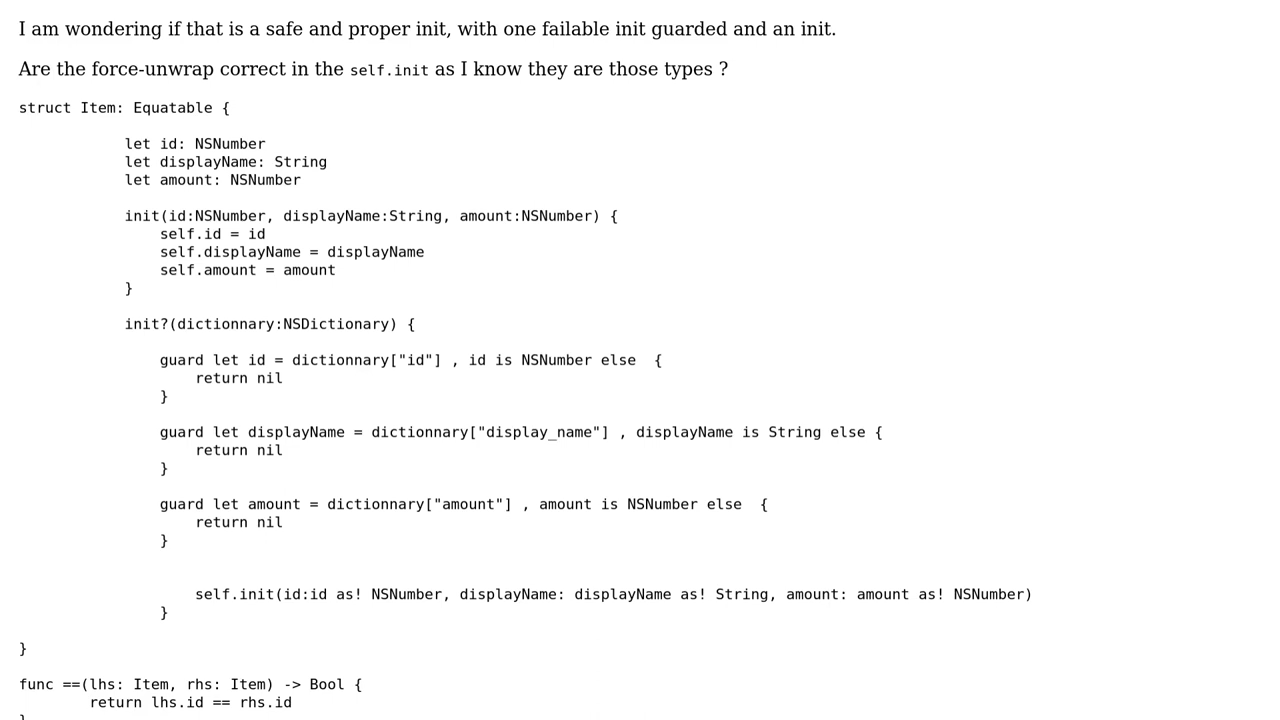 I am wondering if that is a safe and proper init, with one failable init guarded and an init.
Are the force-unwrap correct in the self.init as I know they are those types ?
struct Item: Equatable {
let id: NSNumber
let displayName: String
let amount: NSNumber
init(id:NSNumber, displayName:String, amount:NSNumber) {
self.id = id
self.displayName = displayName
self.amount = amount
}
init?(dictionnary:NSDictionary) {
guard let id = dictionnary["id"] , id is NSNumber else  {
return nil
}
guard let displayName = dictionnary["display_name"] , displayName is String else {
return nil
}
guard let amount = dictionnary["amount"] , amount is NSNumber else  {
return nil
}
self.init(id:id as! NSNumber, displayName: displayName as! String, amount: amount as! NSNumber)
}
}
func ==(lhs: Item, rhs: Item) -> Bool {
return lhs.id == rhs.id
}